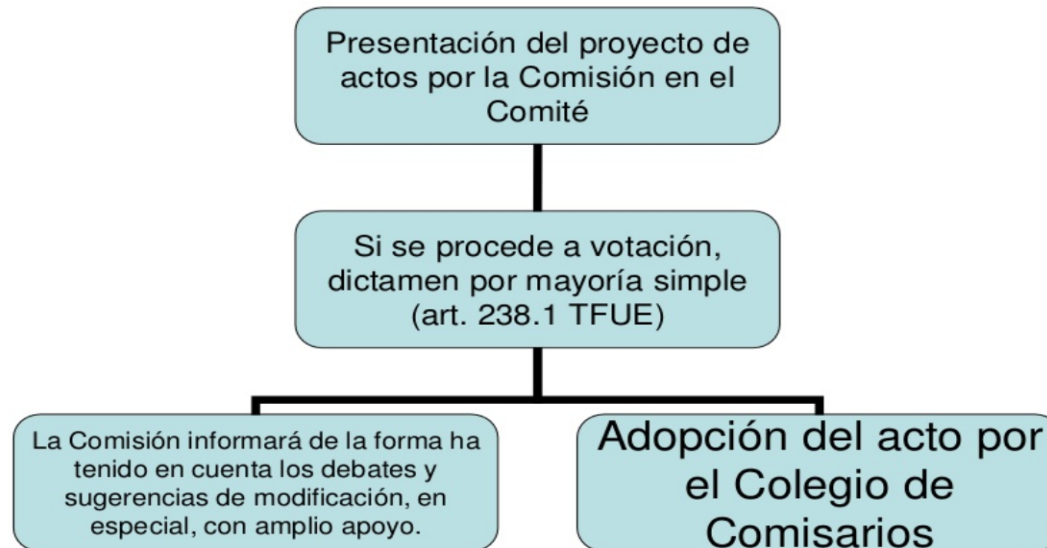 Presentación del proyecto de
actos por la Comisión en el
Comité
Si se procede a votación,
dictamen por mayoría simple
(art. 238.1 TFUE)
La Comisión informará de la forma ha
tenido en cuenta los debates y
sugerencias de modificación, en
especial, con amplio apoyo.
Adopción del acto por
el Colegio de
Comisarios